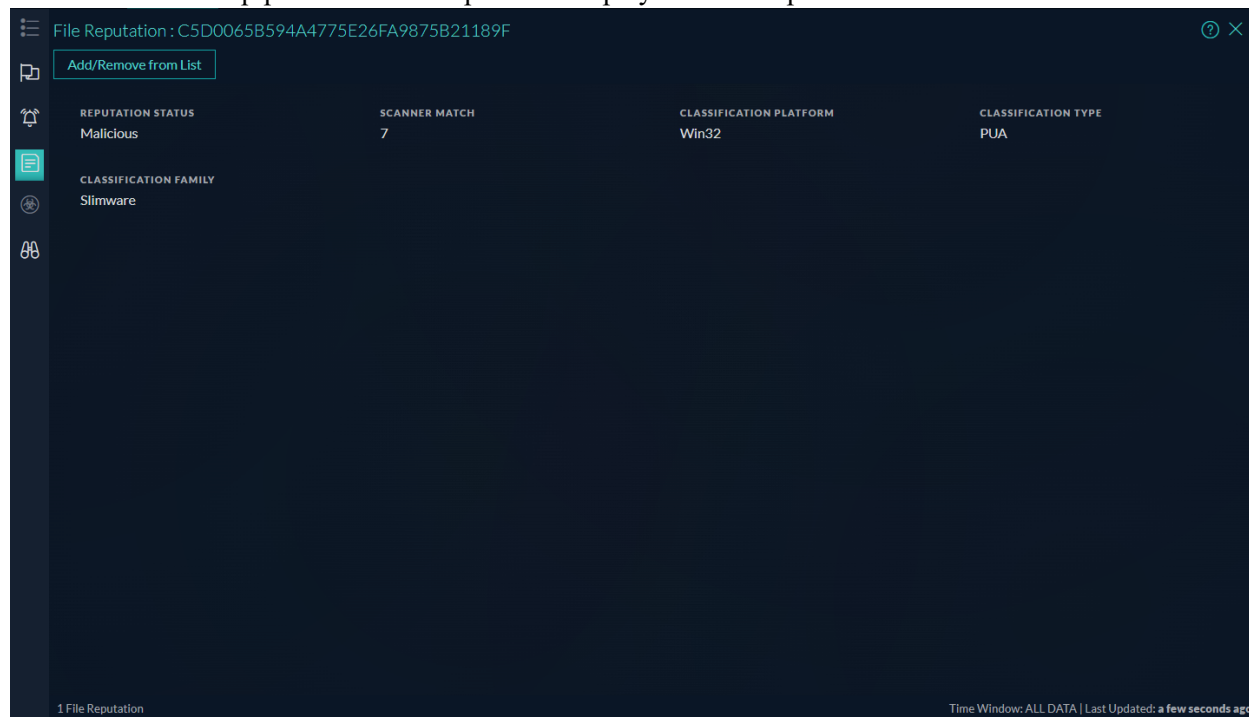 File Reputation : C5D0065B594A4775E26FA9875B21189F
Add/Remove from List
REPUTATION STATUS SCANNER MATCH CLASSIFICATION PLATFORM CLASSIFICATION TYPE
Malicious 7 Win32 PUA
CLASSIFICATION FAMILY
Slimware
1 File Reputation Time Window: ALL DATA | Last Updated: a few seconds ago